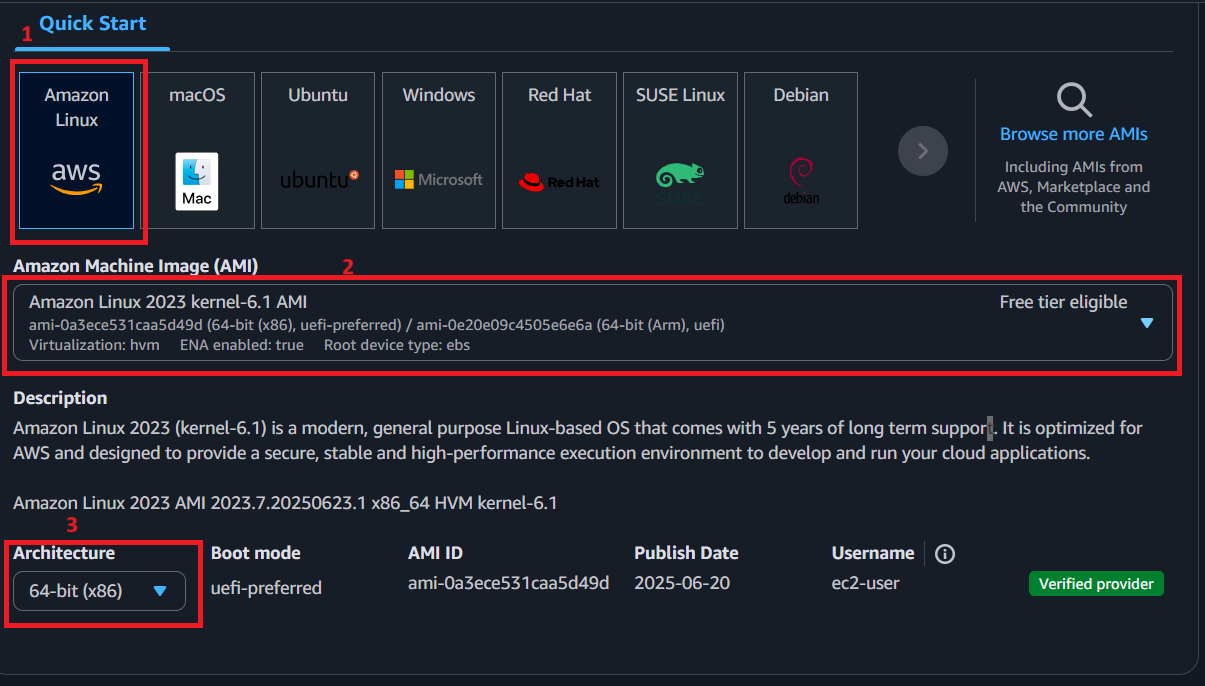 Quick Start
1
Amazon Linux
aws
macOS
Mac
Ubuntu
ubuntu
Windows
Microsoft
Red Hat
Red Hat
SUSE Linux
SUSE
Debian
debian
Browse more AMIs
Including AMIs from
AWS, Marketplace and
the Community
Amazon Machine Image (AMI)
2
Amazon Linux 2023 kernel-6.1 AMI
Free tier eligible
ami-0a3ece531caa5d49d (64-bit (x86), uefi-preferred) / ami-0e20e09c4505e6e6a (64-bit (Arm), uefi)
Virtualization: hvm ENA enabled: true Root device type: ebs
Description
Amazon Linux 2023 (kernel-6.1) is a modern, general purpose Linux-based OS that comes with 5 years of long term support. It is optimized for
AWS and designed to provide a secure, stable and high-performance execution environment to develop and run your cloud applications.
Amazon Linux 2023 AMI 2023.7.20250623.1 x86_64 HVM kernel-6.1
3
Architecture Boot mode AMI ID Publish Date Username
64-bit (x86) uefi-preferred ami-0a3ece531caa5d49d 2025-06-20 ec2-user Verified provider